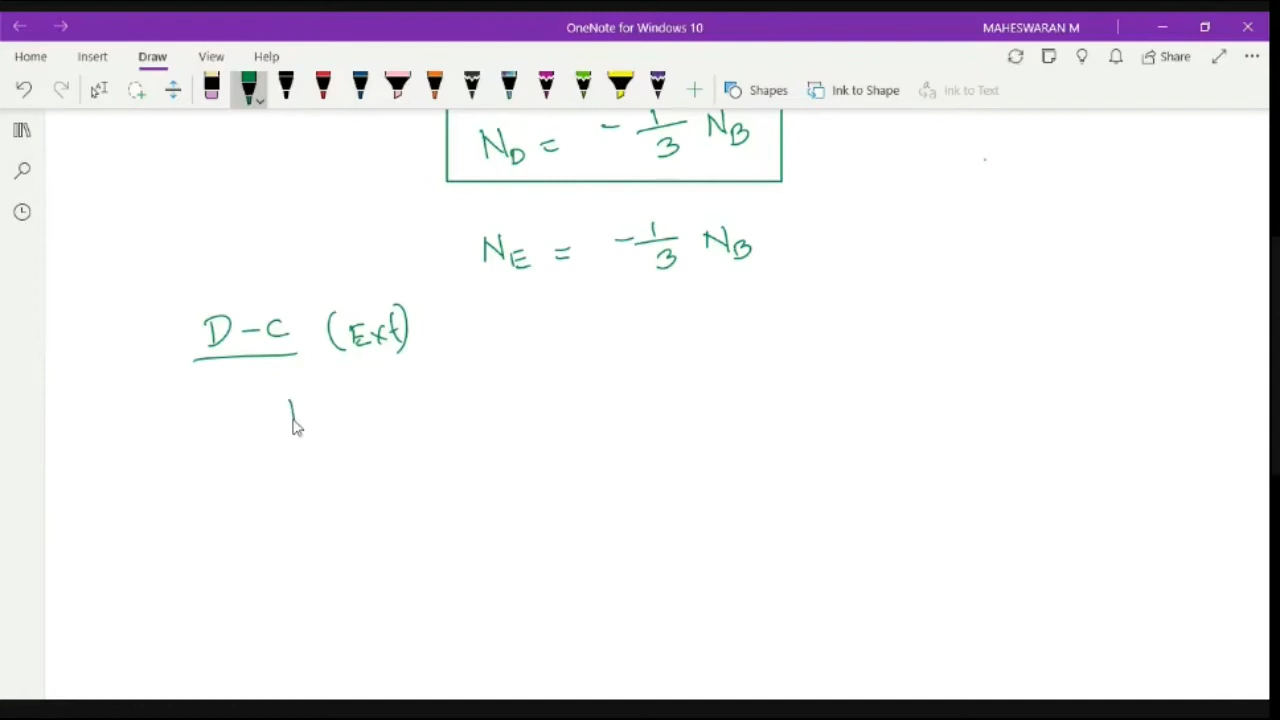 OneNote for Windows 10
MAHESWARAN M
Home Insert Draw View Help
Share
Shapes Ink to Shape Ink to Text
N_D = - 1/3 N_B
N_E = - 1/3 N_B
D-C (Ext)